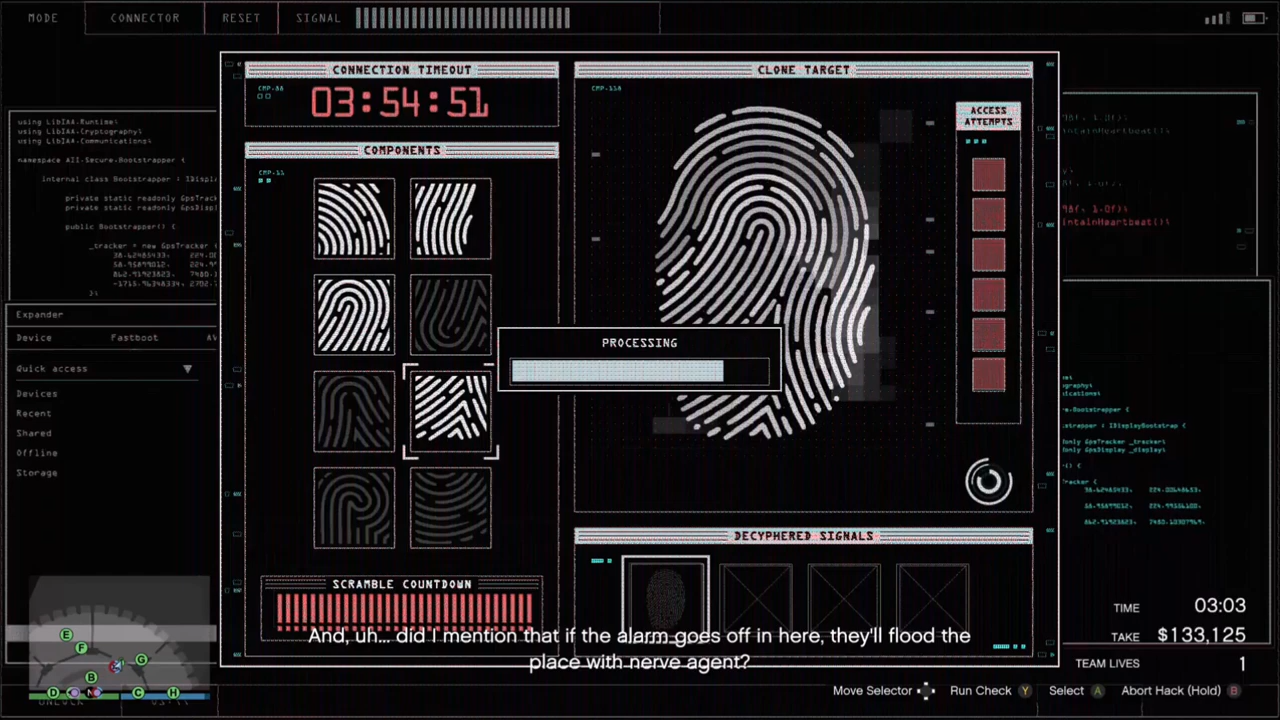 MODE
CONNECTOR
RESET
SIGNAL
CONNECTION TIMEOUT
03:54:51
COMPONENTS
CLONE TARGET
ACCESS
ATTEMPTS
using LibIAA.Runtime\
using LibIAA.Cryptography\
using LibIAA.Communications\
namespace AII-Secure.Bootstrapper {
internal class Bootstrapper : IDispla
private static readonly GpsTrack
private static readonly GpsDispl
public Bootstrapper() {
_tracker = new GpsTracker (
Expander
Device
Fastboot
Quick access
Devices
Recent
Shared
Offline
Storage
PROCESSING
SCRAMBLE COUNTDOWN
DECYPHERED SIGNALS
And, uh... did I mention that if the alarm goes off in here, they'll flood the
place with nerve agent?
E
F
G
B
D
C
H
TIME 03:03
TAKE $133,125
TEAM LIVES 1
Move Selector
Run Check Y
Select A
Abort Hack (Hold) B